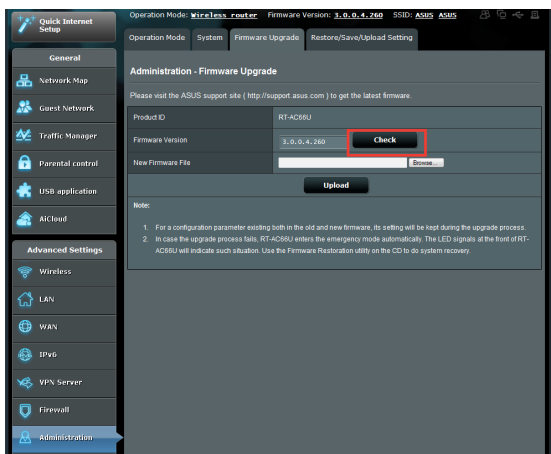 Quick Internet
Setup
Operation Mode: Wireless router Firmware Version: 3.0.0.4.260 SSID: ASUS ASUS
Operation Mode System Firmware Upgrade Restore/Save/Upload Setting
General
Network Map
Guest Network
Traffic Manager
Parental control
USB application
AiCloud
Advanced Settings
Wireless
LAN
WAN
IPv6
VPN Server
Firewall
Administration
Administration - Firmware Upgrade
Please visit the ASUS support site ( http://support.asus.com ) to get the latest firmware.
Product ID RT-AC66U
Firmware Version 3.0.0.4.260 Check
New Firmware File Browse...
Upload
Note:
1. For a configuration parameter existing both in the old and new firmware, its setting will be kept during the upgrade process.
2. In case the upgrade process fails, RT-AC66U enters the emergency mode automatically. The LED signals at the front of RT-
AC66U will indicate such situation. Use the Firmware Restoration utility on the CD to do system recovery.